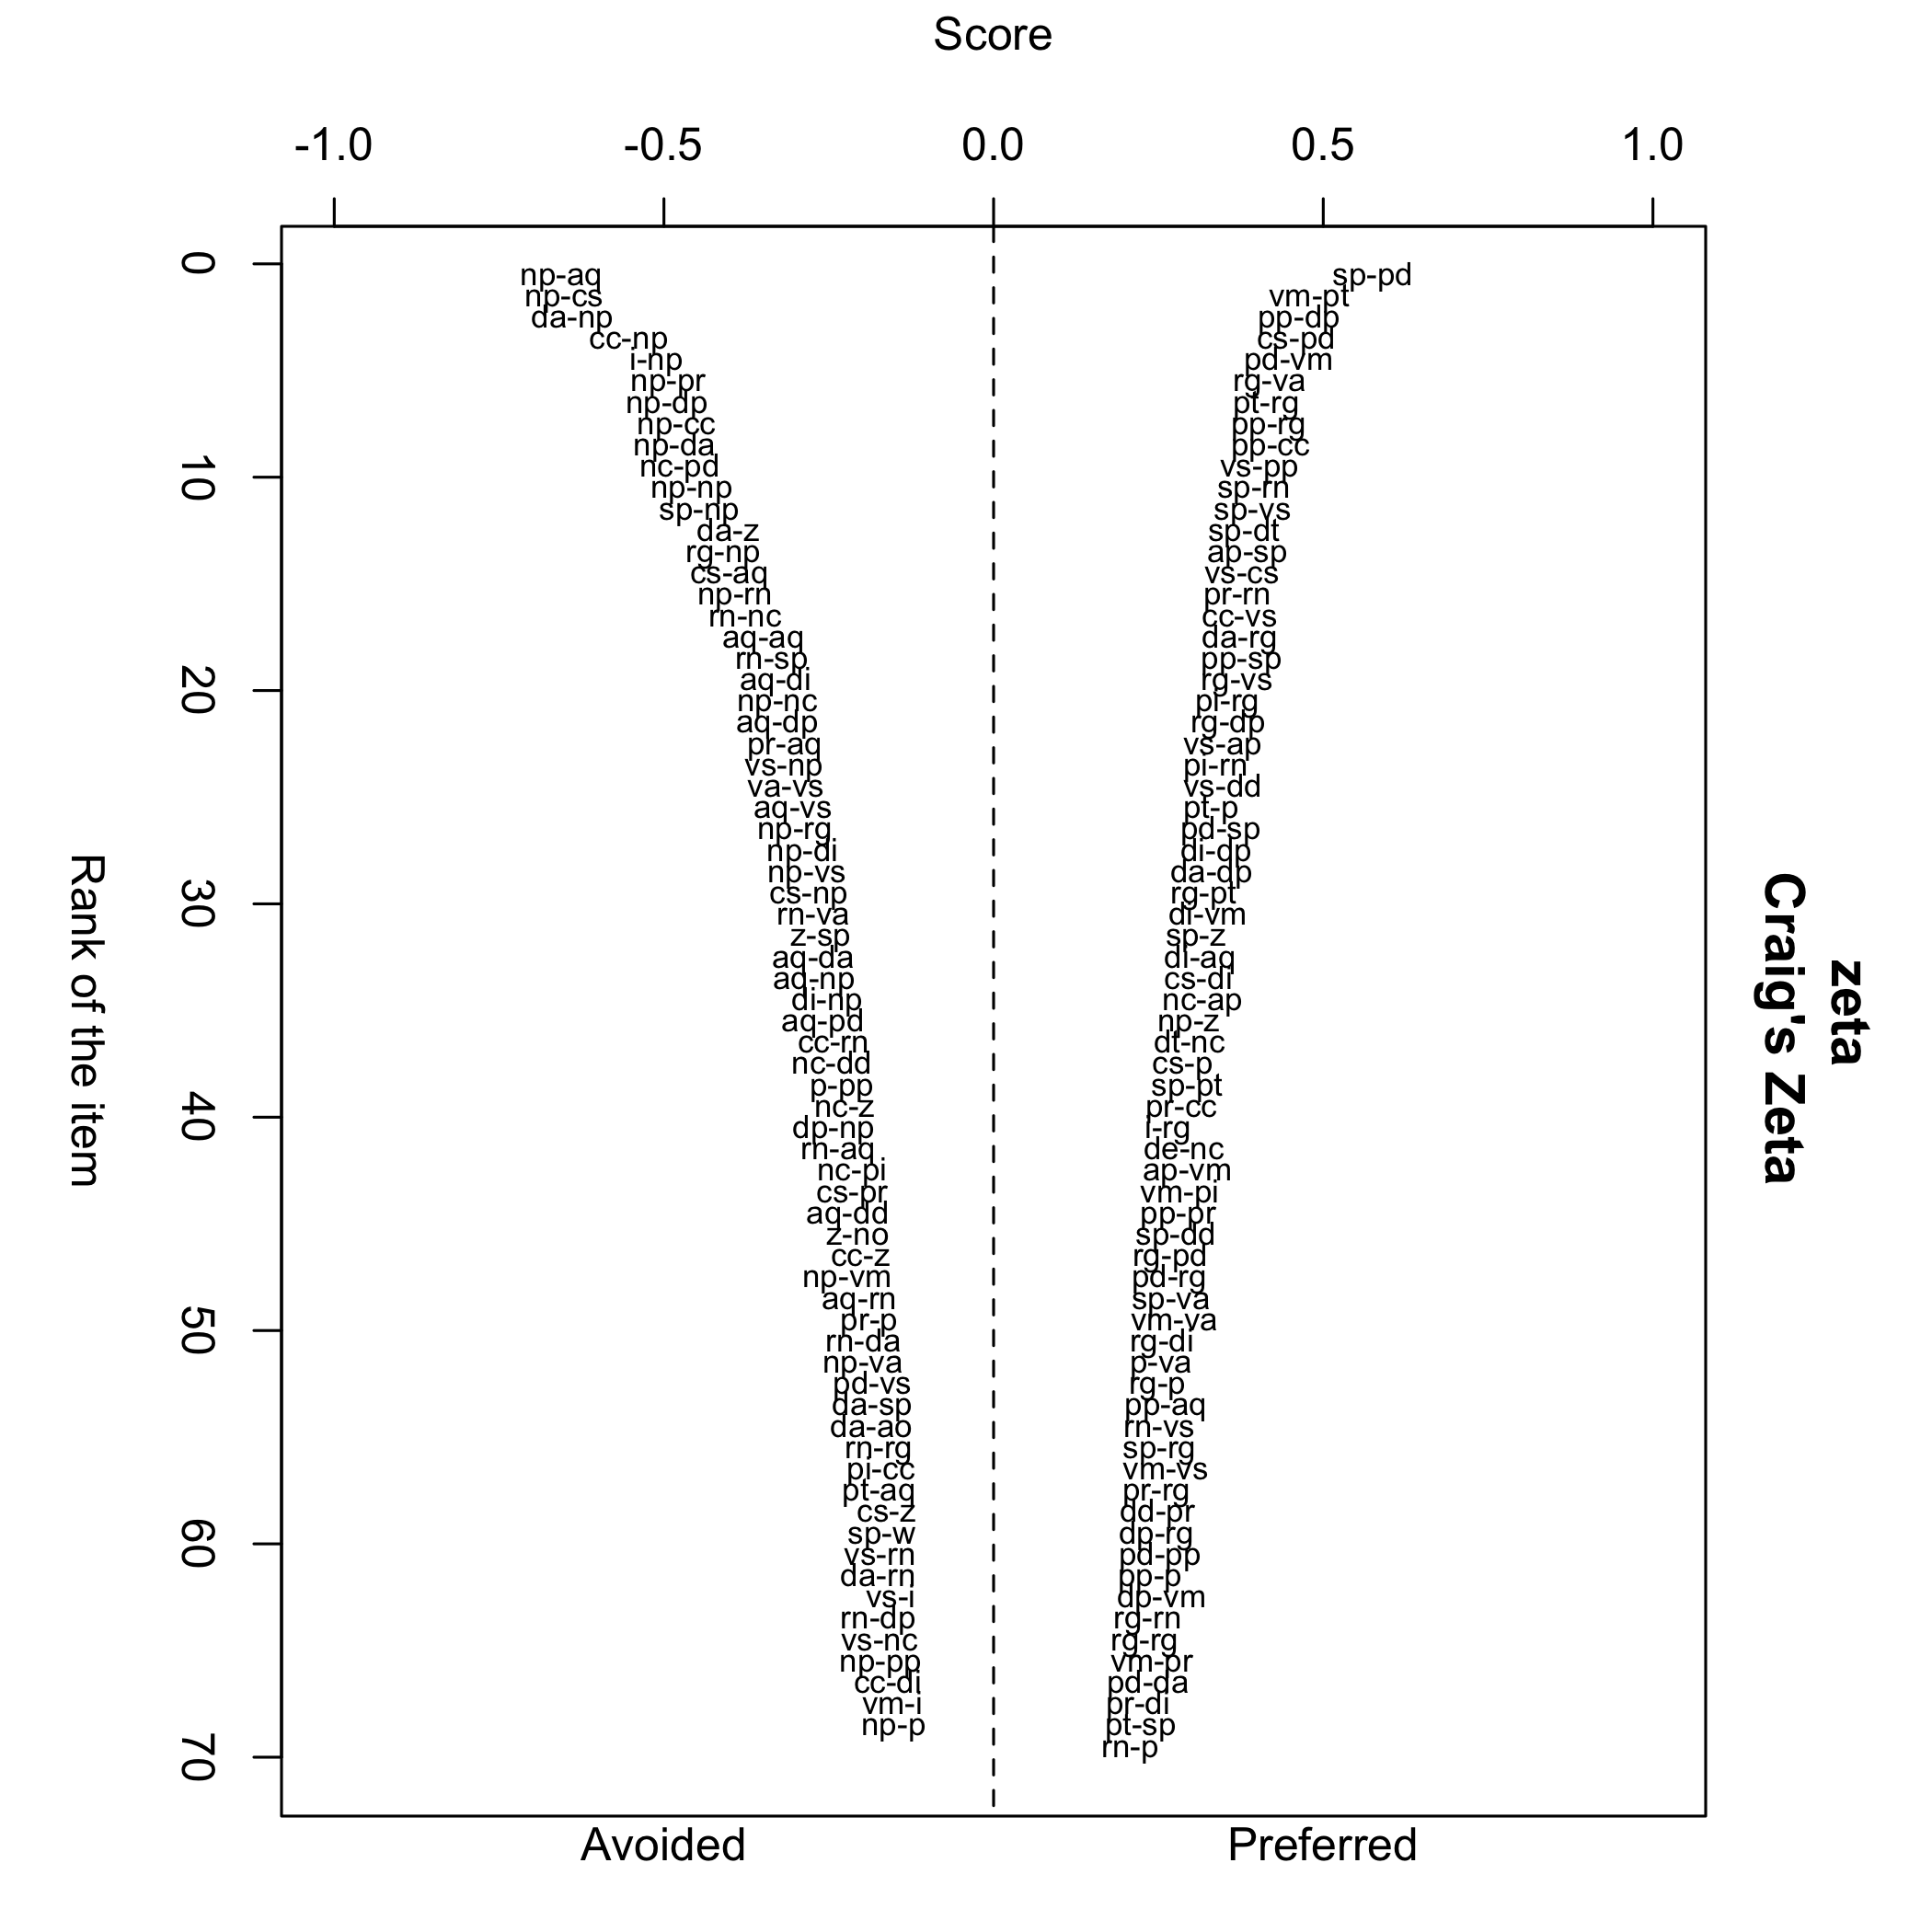 Score
-1.0 -0.5 0.0 0.5 1.0
0
10
20
30
40
50
60
70
Rank of the item
zeta
Craig's Zeta
np-aq
np-cs
da-np
cc-np
i-np
np-pr
np-dp
np-cc
np-da
nc-pd
np-np
sp-np
da-z
rg-np
cs-aq
np-rn
rn-nc
aq-aq
rn-sp
aq-di
np-nc
aq-dp
pr-aq
vs-np
va-vs
aq-vs
np-rg
np-di
np-vs
cs-np
rn-va
z-sp
aq-da
aq-np
di-np
aq-pd
cc-rn
nc-dd
p-pp
nc-z
dp-np
rn-aq
nc-pi
cs-pr
aq-dd
z-no
cc-z
np-vm
aq-rn
pr-p
rn-da
np-va
pd-vs
da-sp
da-ao
rn-rg
pi-cc
pt-aq
cs-z
sp-w
vs-rn
da-rn
vs-i
rn-dp
vs-nc
np-pp
cc-di
vm-i
np-p
sp-pd
vm-pt
pp-dp
cs-pd
pd-vm
rg-va
pt-rg
pp-rg
pp-cc
vs-pp
sp-rn
sp-vs
sp-dt
ap-sp
vs-cs
pr-rn
cc-vs
da-rg
pp-sp
rg-vs
pi-rg
rg-dp
vs-ap
pi-rn
vs-dd
pt-p
pd-sp
di-dp
da-dp
rg-pt
di-vm
sp-z
di-aq
cs-di
nc-ap
np-z
dt-nc
cs-p
sp-pt
pr-cc
i-rg
de-nc
ap-vm
vm-pi
pp-pr
sp-dd
rg-pd
pd-rg
sp-va
vm-va
rg-di
p-va
rg-p
pp-aq
rn-vs
sp-rg
vm-vs
pr-rg
dd-pr
dp-rg
pd-pp
pp-p
dp-vm
rg-rn
rg-rg
vm-pr
pd-da
pr-di
pt-sp
rn-p
Avoided Preferred